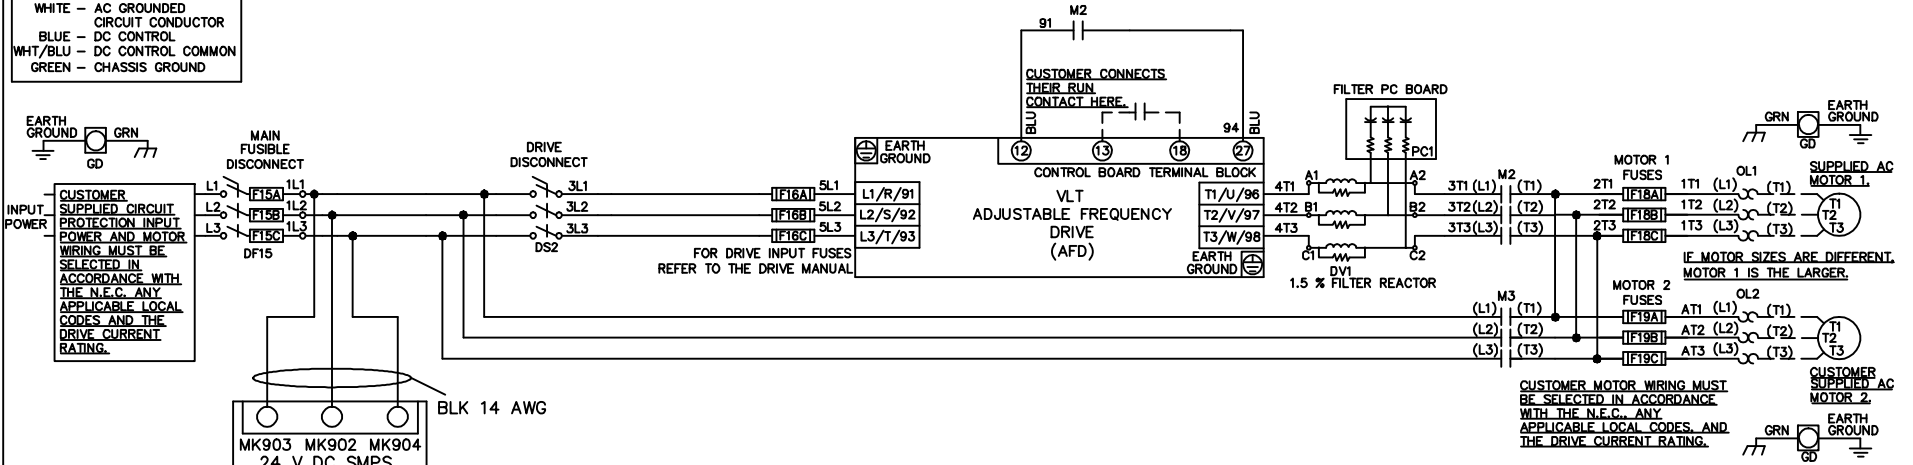 WHITE – AC GROUNDED
CIRCUIT CONDUCTOR
BLUE – DC CONTROL
WHT/BLU – DC CONTROL COMMON
GREEN – CHASSIS GROUND
EARTH
GROUND
GRN
GD
MAIN
FUSIBLE
DISCONNECT
INPUT
POWER
CUSTOMER
SUPPLIED CIRCUIT
PROTECTION INPUT
POWER AND MOTOR
WIRING MUST BE
SELECTED IN
ACCORDANCE WITH
THE N.E.C. ANY
APPLICABLE LOCAL
CODES AND THE
DRIVE CURRENT
RATING.
L1 F15A 1L1
L2 F15B 1L2
L3 F15C 1L3
DF15
DRIVE
DISCONNECT
3L1
3L2
3L3
DS2
F16A 5L1
F16B 5L2
F16C 5L3
FOR DRIVE INPUT FUSES
REFER TO THE DRIVE MANUAL
BLK 14 AWG
MK903 MK902 MK904
24 V DC SMPS
M2
91
CUSTOMER CONNECTS
THEIR RUN
CONTACT HERE.
BLU
94
BLU
12 13 18 27
CONTROL BOARD TERMINAL BLOCK
EARTH
GROUND
L1/R/91
L2/S/92
L3/T/93
VLT
ADJUSTABLE FREQUENCY
DRIVE
(AFD)
T1/U/96
T2/V/97
T3/W/98
EARTH
GROUND
FILTER PC BOARD
PC1
4T1 A1 A2
4T2 B1 B2
4T3 C1 C2
DV1
1.5 % FILTER REACTOR
M2
3T1 (L1) (T1)
3T2(L2) (T2)
3T3(L3) (T3)
M3
(L1) (T1)
(L2) (T2)
(L3) (T3)
MOTOR 1
FUSES
2T1 F18A 1T1 (L1)
2T2 F18B 1T2 (L2)
2T3 F18C 1T3 (L3)
OL1
(T1)
(T2)
(T3)
T1
T2
T3
GRN
EARTH
GROUND
GD
SUPPLIED AC
MOTOR 1.
IF MOTOR SIZES ARE DIFFERENT,
MOTOR 1 IS THE LARGER.
MOTOR 2
FUSES
F19A AT1 (L1)
F19B AT2 (L2)
F19C AT3 (L3)
OL2
(T1)
(T2)
(T3)
T1
T2
T3
CUSTOMER
SUPPLIED AC
MOTOR 2.
CUSTOMER MOTOR WIRING MUST
BE SELECTED IN ACCORDANCE
WITH THE N.E.C., ANY
APPLICABLE LOCAL CODES, AND
THE DRIVE CURRENT RATING.
GRN
EARTH
GROUND
GD